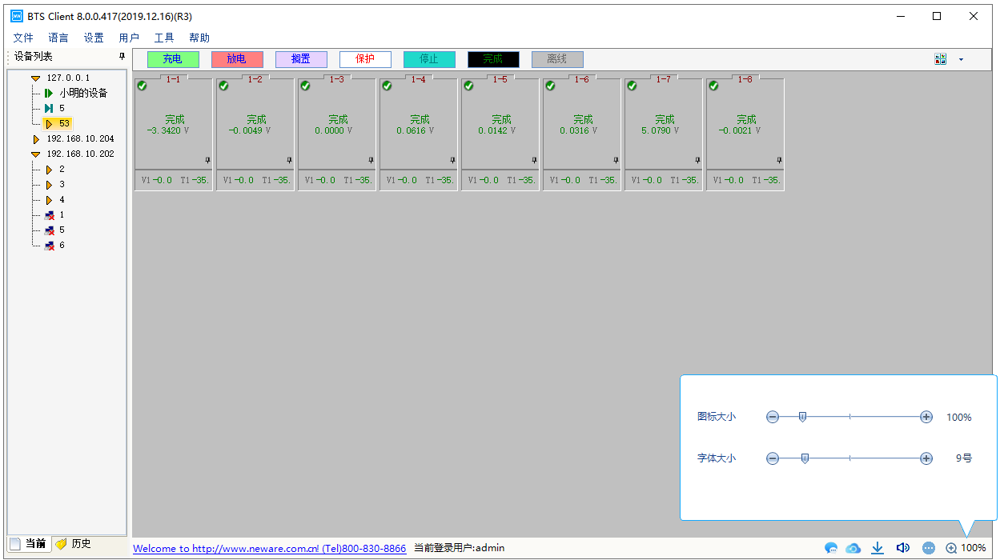 BTS Client 8.0.0.417(2019.12.16)(R3)
文件 语言 设置 用户 工具 帮助
设备列表
充电 放电 搁置 保护 停止 完成 离线
127.0.0.1
小明的设备
5
53
192.168.10.204
192.168.10.202
2
3
4
1
5
6
1-1 1-2 1-3 1-4 1-5 1-6 1-7 1-8
完成 完成 完成 完成 完成 完成 完成 完成
-3.3420 V -0.0049 V 0.0000 V 0.0616 V 0.0142 V 0.0316 V 5.0790 V -0.0021 V
V1-0.0 T1-35. V1-0.0 T1-35. V1-0.0 T1-35. V1-0.0 T1-35. V1-0.0 T1-35. V1-0.0 T1-35. V1-0.0 T1-35. V1-0.0 T1-35.
图标大小 100%
字体大小 9号
当前 历史
Welcome to http://www.neware.com.cn! (Tel)800-830-8866 当前登录用户:admin 100%